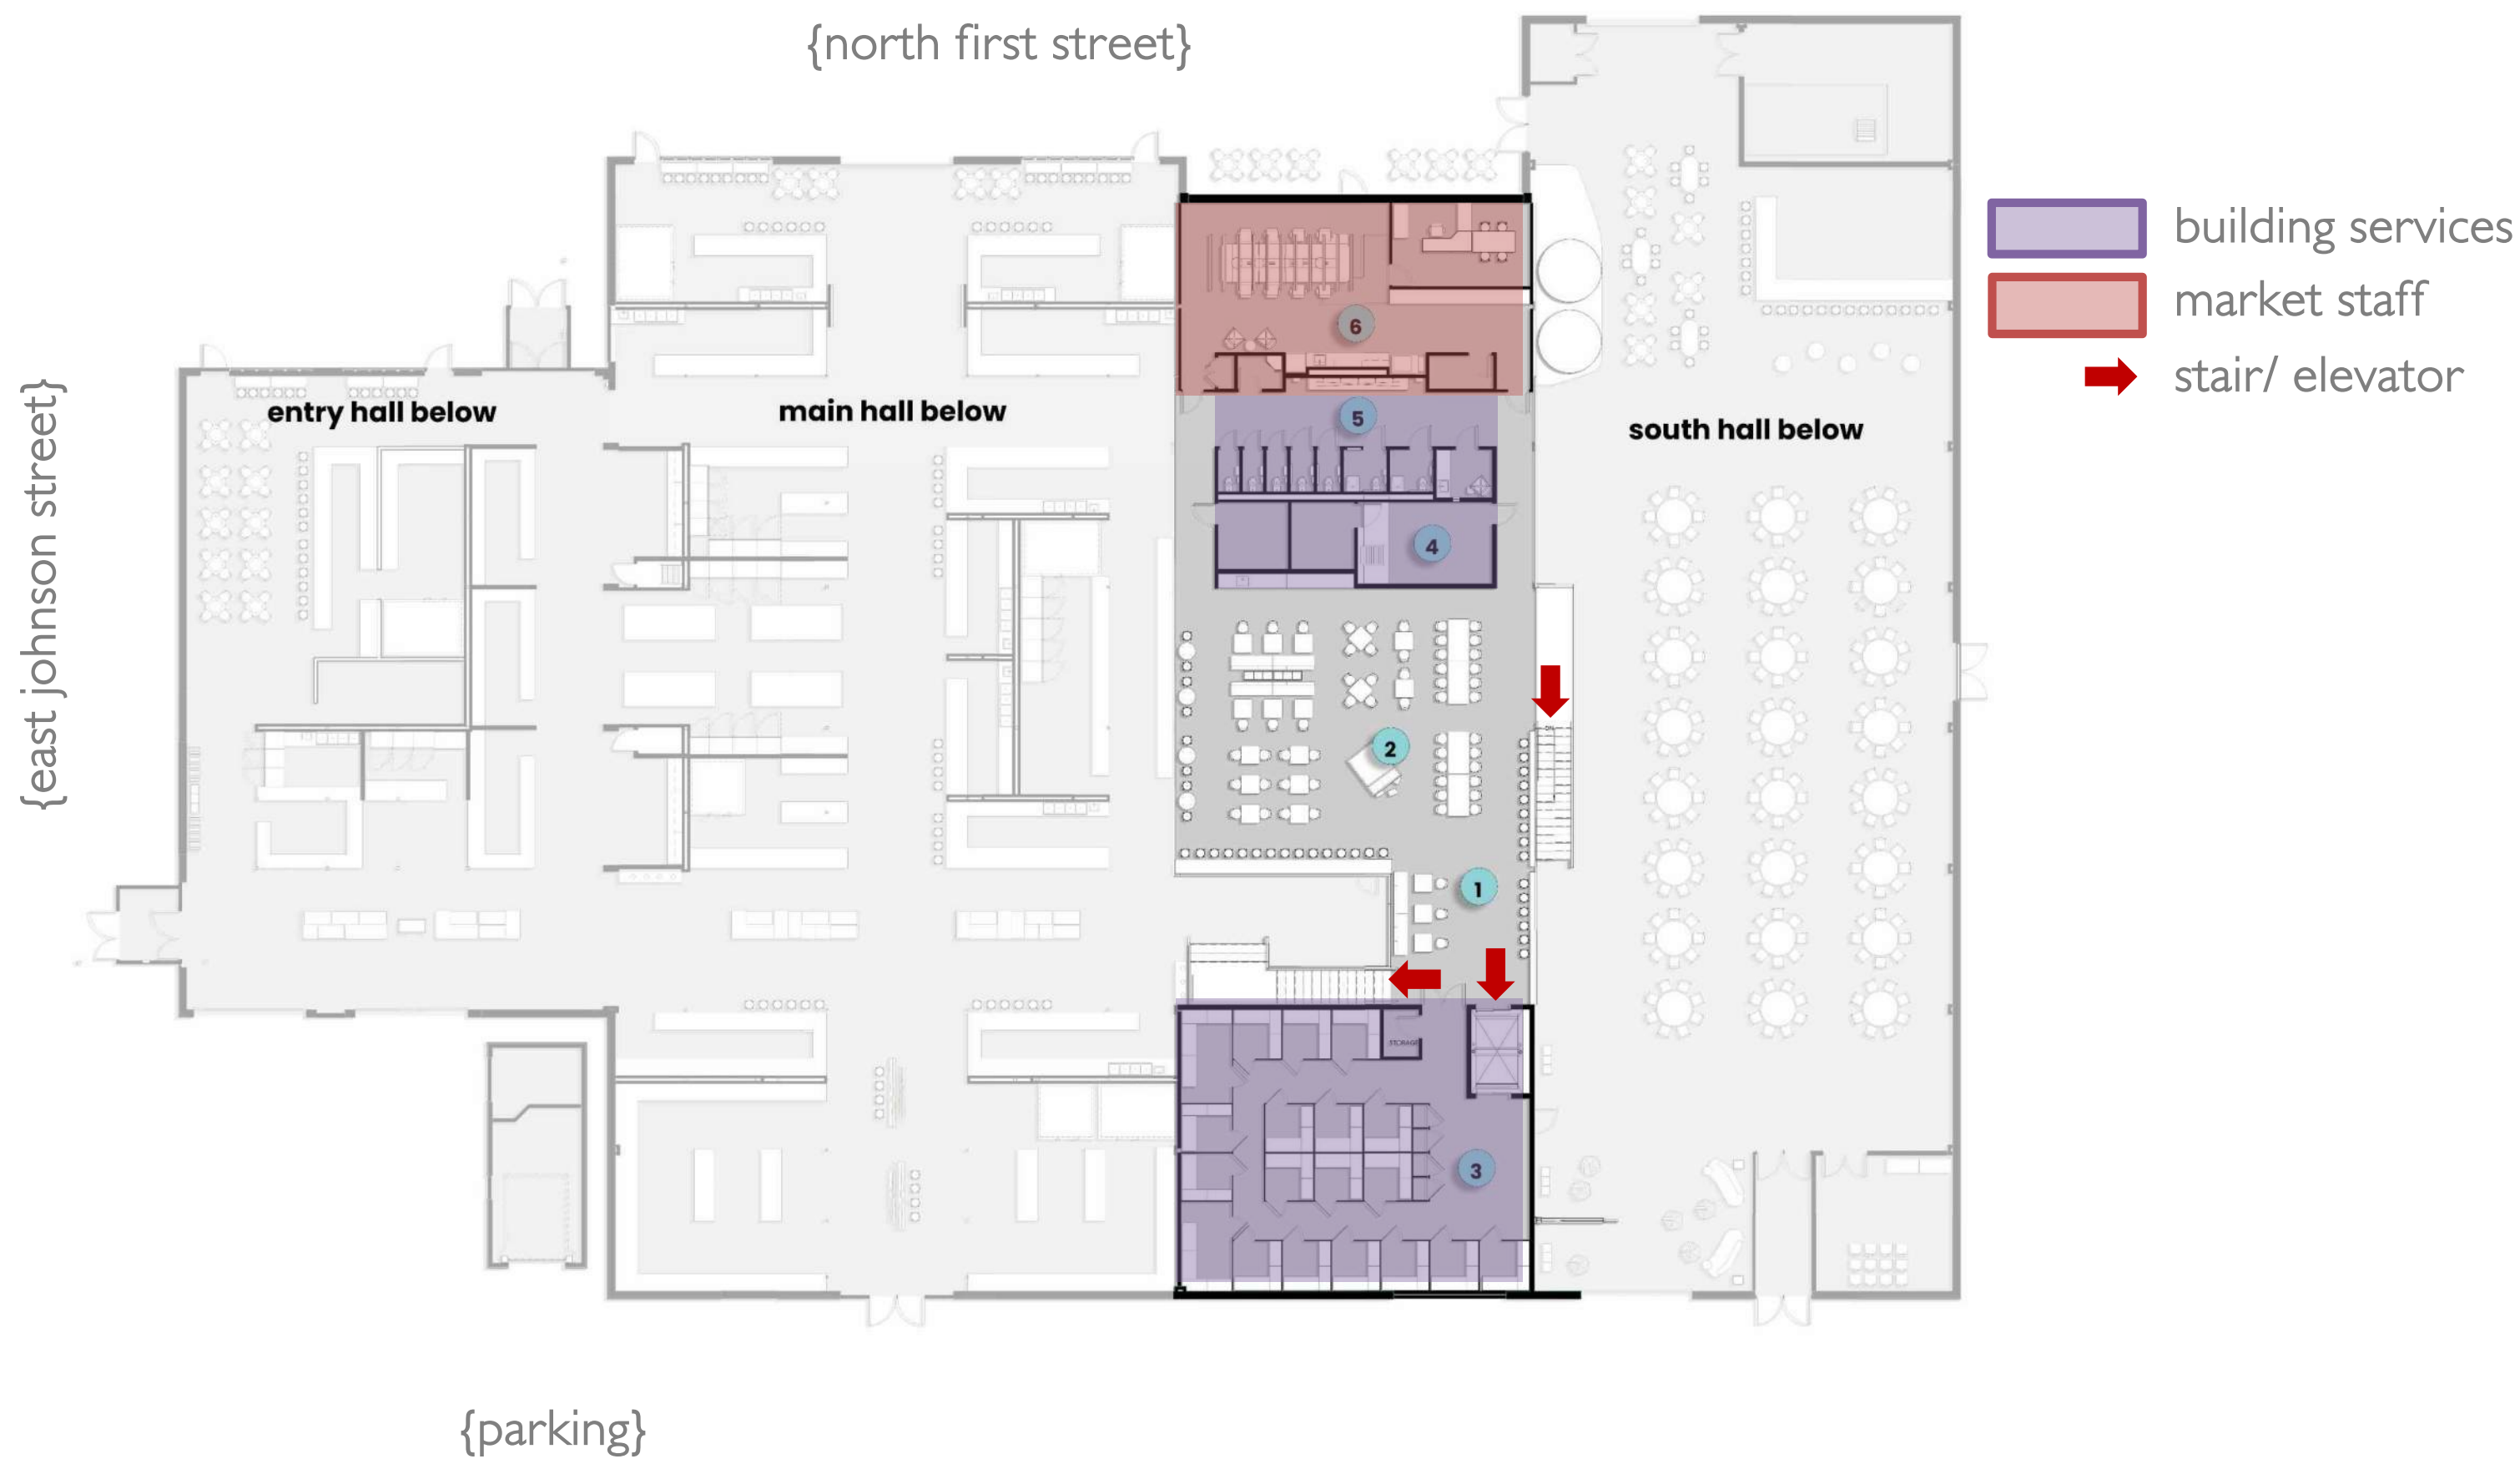 {north first street}
building services
market staff
stair/ elevator
{east johnson street}
entry hall below
main hall below
south hall below
6
5
4
2
1
STORAGE
3
{parking}